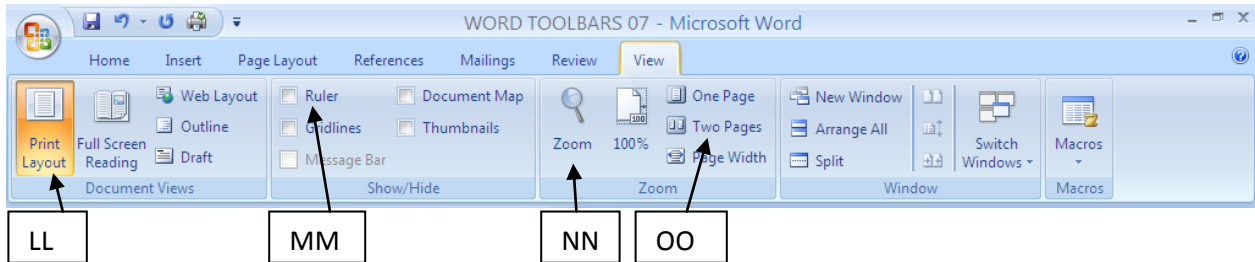 WORD TOOLBARS 07 - Microsoft Word
Home Insert Page Layout References Mailings Review View
Print Layout
Full Screen Reading
Web Layout
Outline
Draft
Document Views
Ruler
Gridlines
Message Bar
Document Map
Thumbnails
Show/Hide
Zoom
100
100%
One Page
Two Pages
Page Width
Zoom
New Window
Arrange All
Split
Switch Windows
Window
Macros
Macros
LL MM NN OO